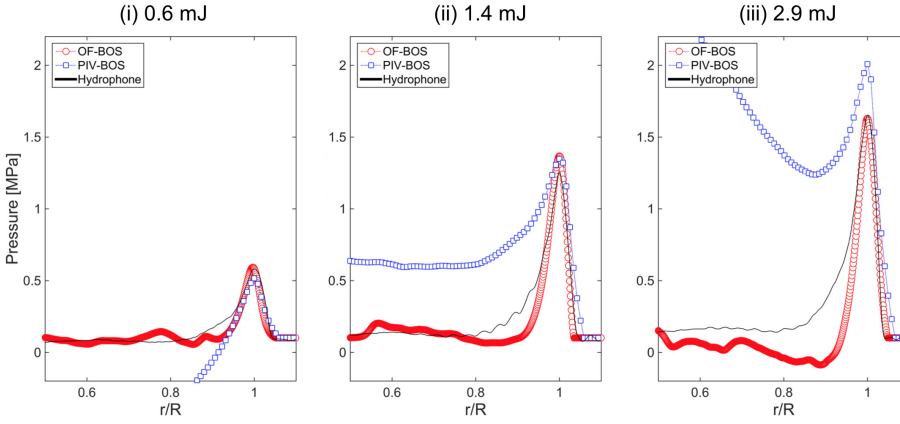 (i) 0.6 mJ
(ii) 1.4 mJ
(iii) 2.9 mJ
OF-BOS
PIV-BOS
Hydrophone
OF-BOS
PIV-BOS
Hydrophone
OF-BOS
PIV-BOS
Hydrophone
Pressure [MPa]
2
1.5
1
0.5
0
0.6
0.8
1
r/R
2
1.5
1
0.5
0
0.6
0.8
1
r/R
2
1.5
1
0.5
0
0.6
0.8
1
r/R